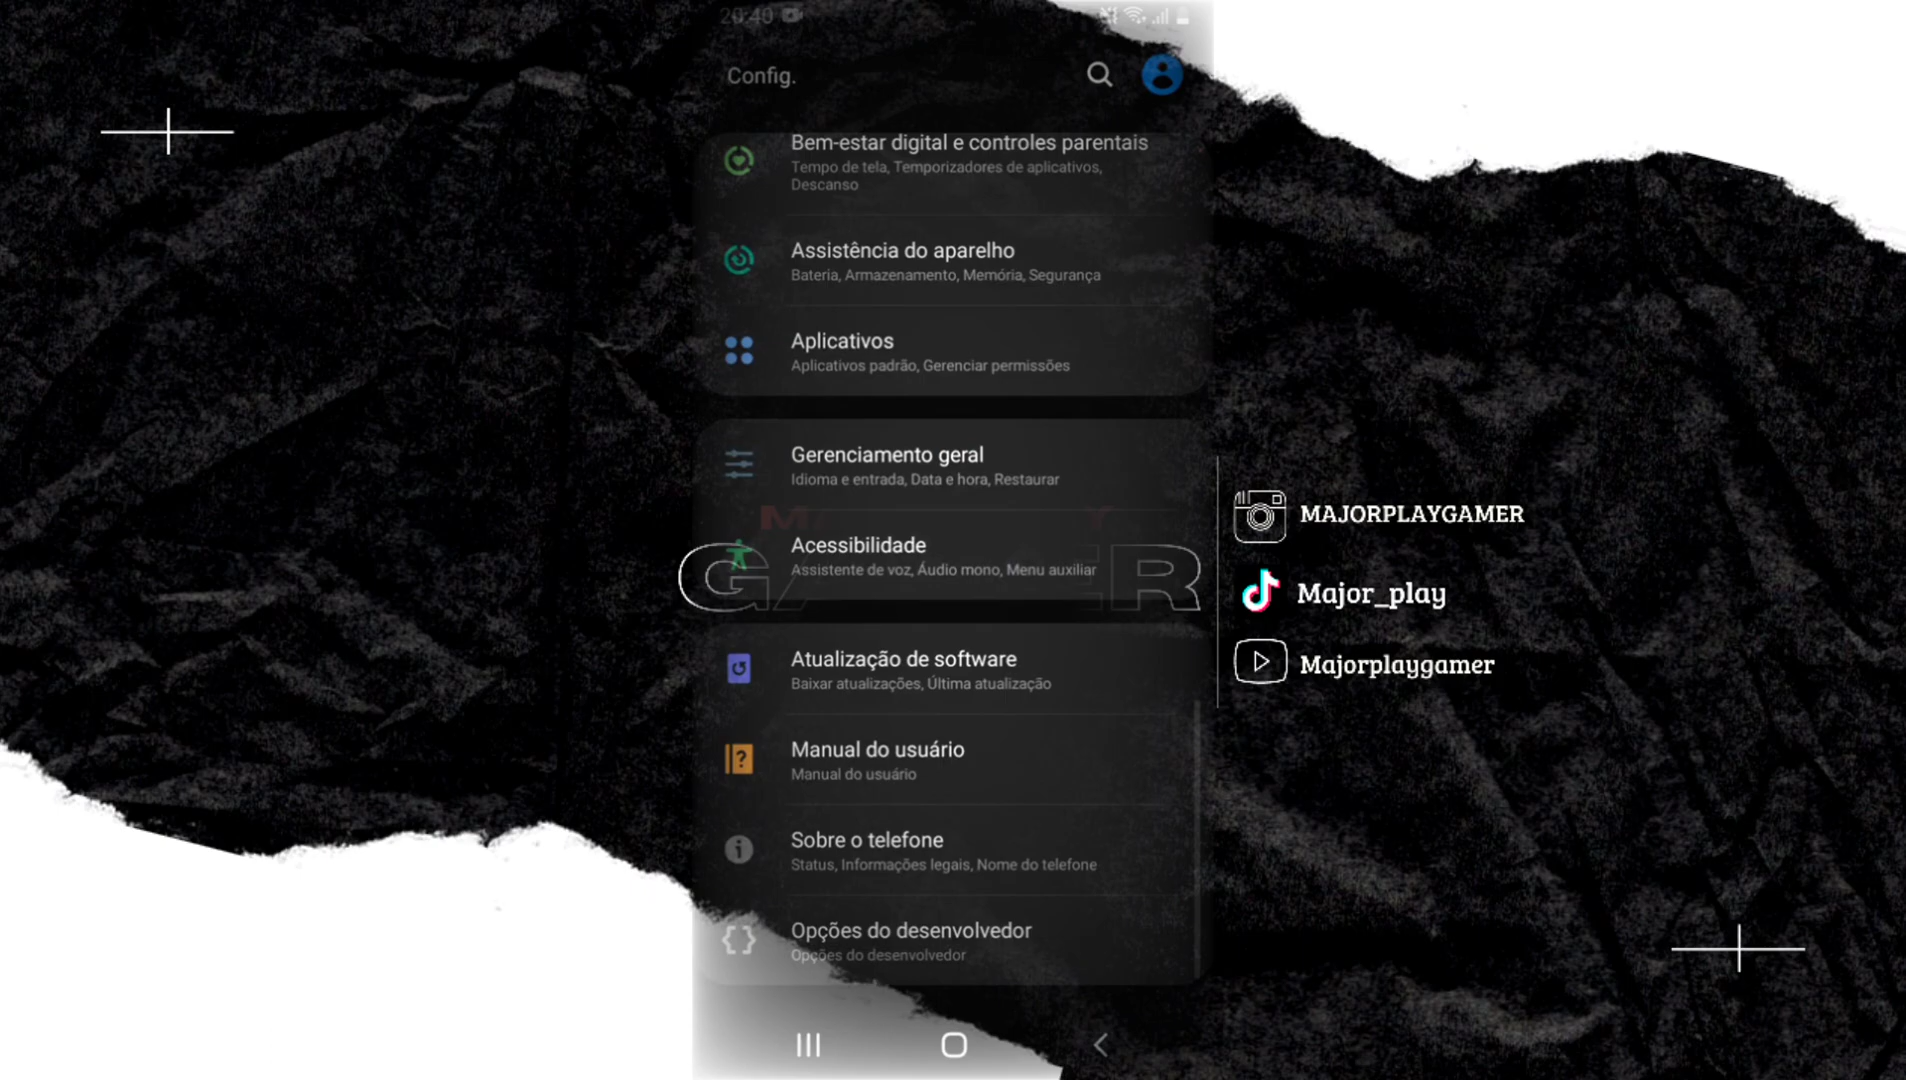 20:40
Config.
Bem-estar digital e controles parentais
Tempo de tela, Temporizadores de aplicativos,
Descanso
Assistência do aparelho
Bateria, Armazenamento, Memória, Segurança
Aplicativos
Aplicativos padrão, Gerenciar permissões
Gerenciamento geral
Idioma e entrada, Data e hora, Restaurar
Acessibilidade
Assistente de voz, Áudio mono, Menu auxiliar
Atualização de software
Baixar atualizações, Última atualização
Manual do usuário
Manual do usuário
Sobre o telefone
Status, Informações legais, Nome do telefone
Opções do desenvolvedor
Opções do desenvolvedor
MAJORPLAYGAMER
Major_play
Majorplaygamer